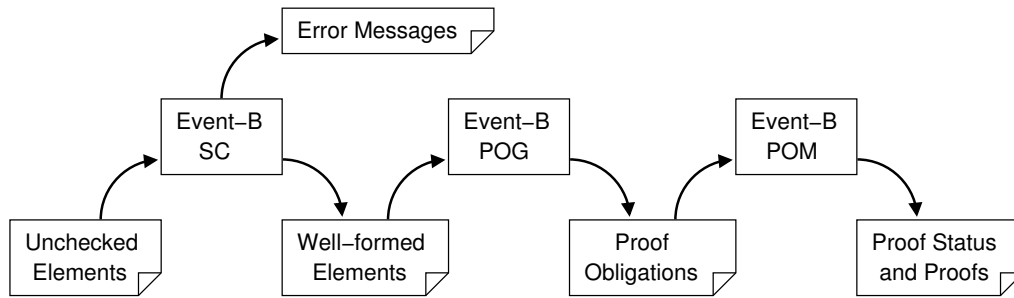 Error Messages
Event–B
SC
Event–B
POG
Event–B
POM
Unchecked
Elements
Well–formed
Elements
Proof
Obligations
Proof Status
and Proofs